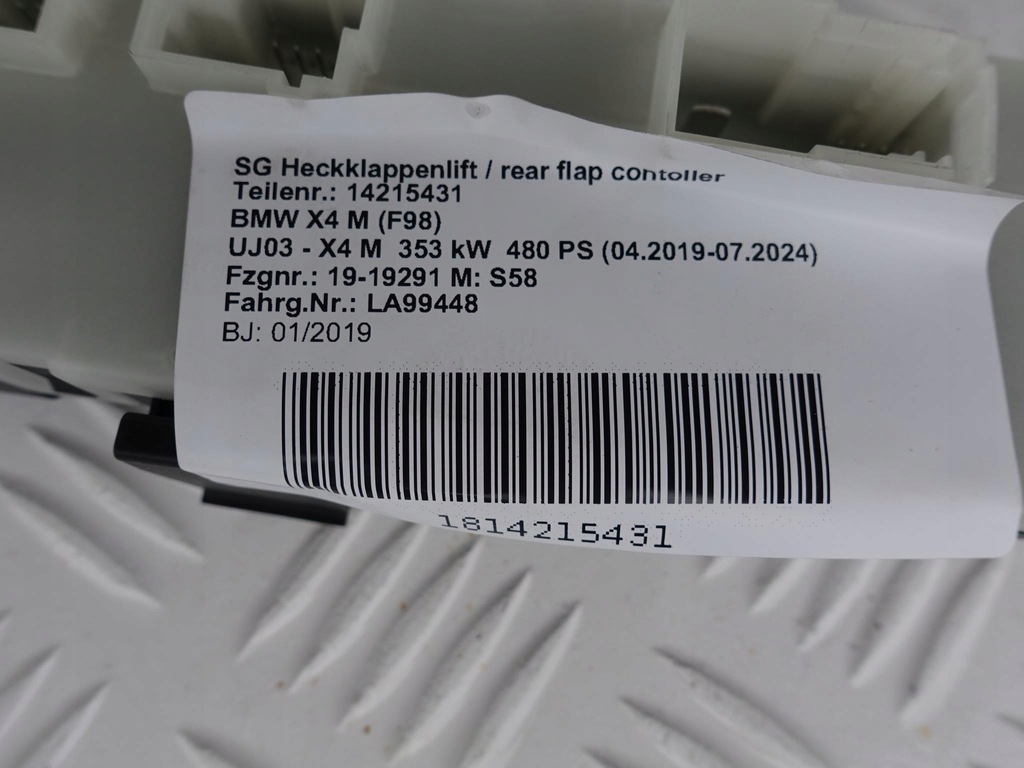 SG Heckklappenlift / rear flap contoller
Teilenr.: 14215431
BMW X4 M (F98)
UJ03 - X4 M 353 kW 480 PS (04.2019-07.2024)
Fzgnr.: 19-19291 M: S58
Fahrg.Nr.: LA99448
BJ: 01/2019
1814215431